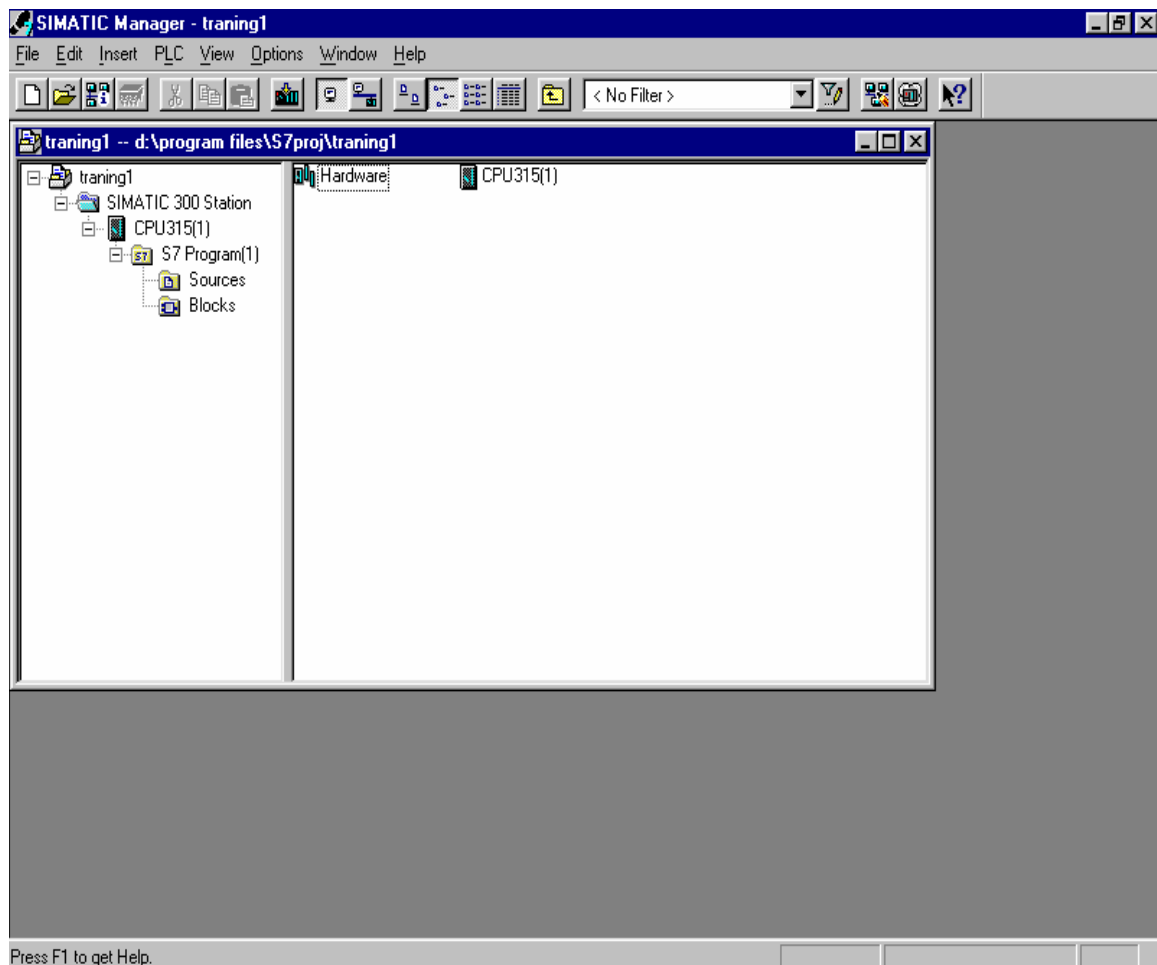 SIMATIC Manager - traning1
File Edit Insert PLC View Options Window Help
< No Filter >
traning1 -- d:\program files\S7proj\traning1
traning1
SIMATIC 300 Station
CPU315(1)
S7 Program(1)
Sources
Blocks
Hardware
CPU315(1)
Press F1 to get Help.